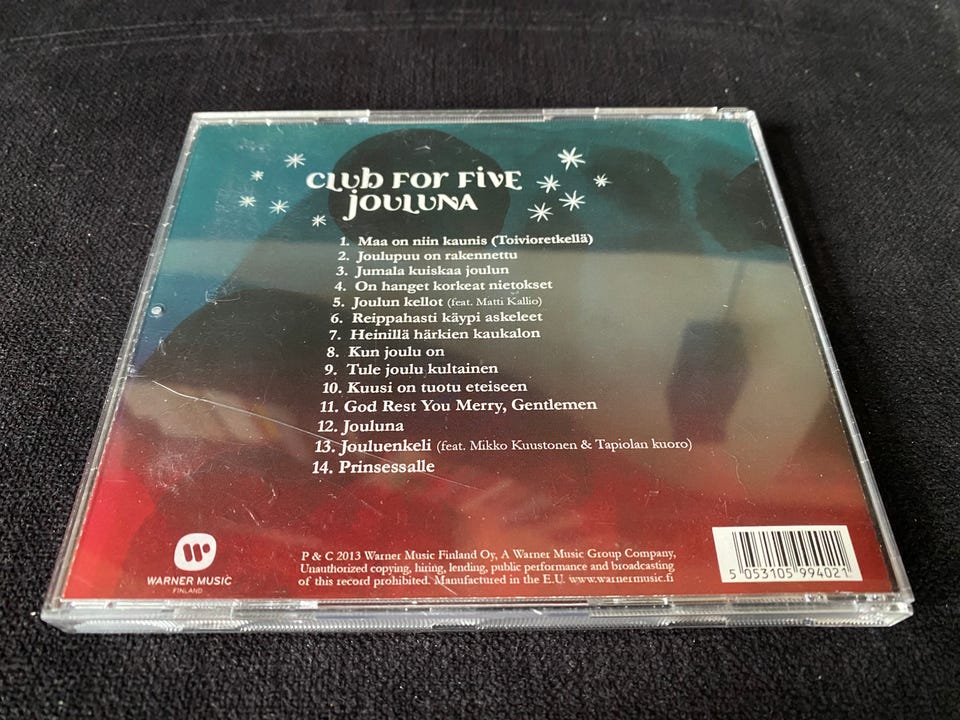 CLUB FOR FIVE
JOULUNA
1. Maa on niin kaunis (Toivioretkellä)
2. Joulupuu on rakennettu
3. Jumala kuiskaa joulun
4. On hanget korkeat nietokset
5. Joulun kellot (feat. Matti Kallio)
6. Reippahasti käypi askeleet
7. Heinillä härkien kaukalon
8. Kun joulu on
9. Tule joulu kultainen
10. Kuusi on tuotu eteiseen
11. God Rest You Merry, Gentlemen
12. Jouluna
13. Jouluenkeli (feat. Mikko Kuustonen & Tapiolan kuoro)
14. Prinsessalle
WARNER MUSIC
FINLAND
P & C 2013 Warner Music Finland Oy, A Warner Music Group Company,
Unauthorized copying, hiring, lending, public performance and broadcasting
of this record prohibited. Manufactured in the E.U. www.warnermusic.fi
5 053105 994021